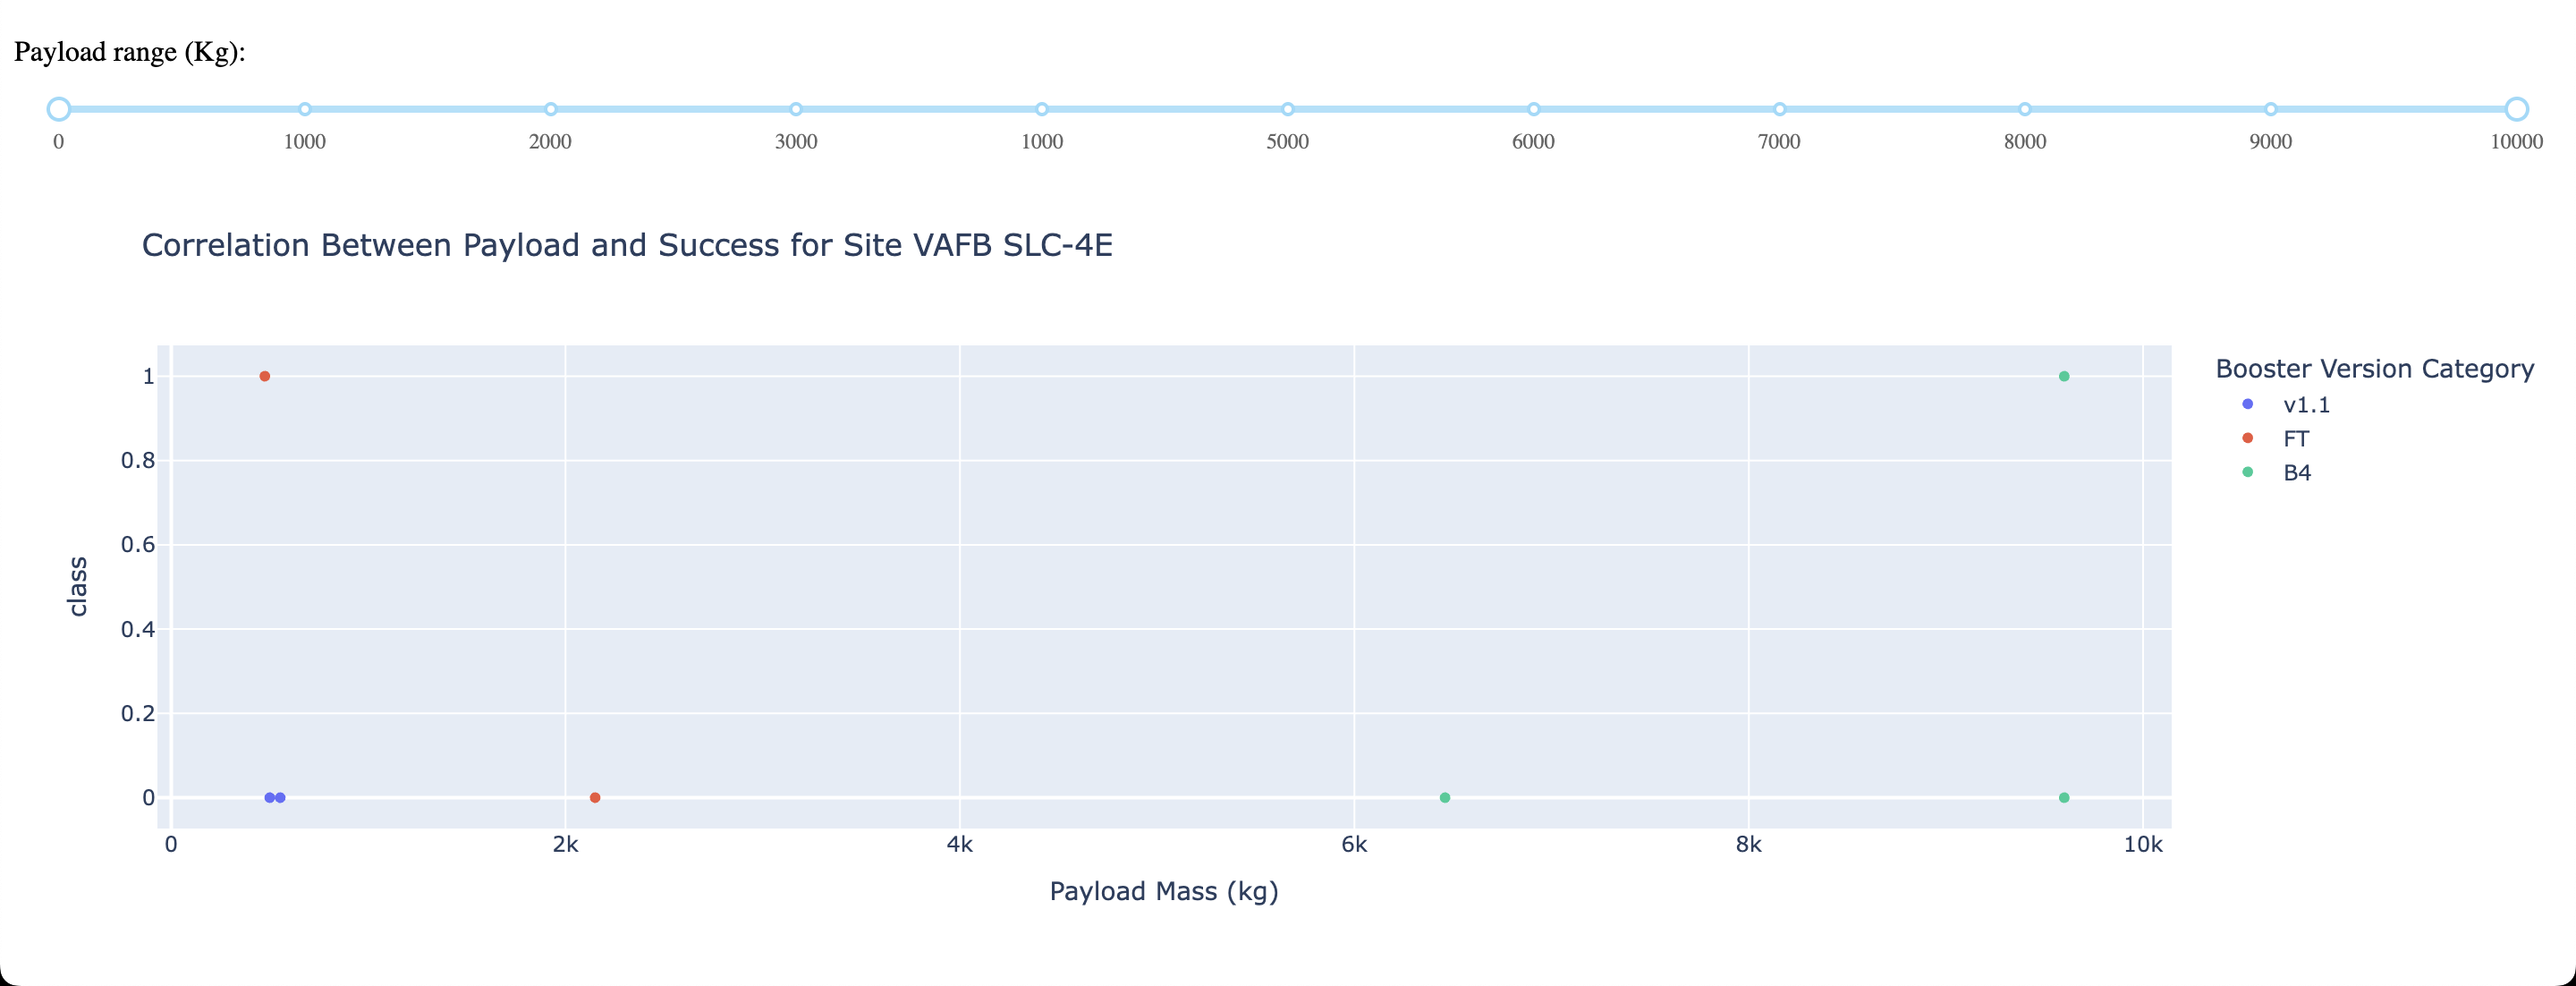 Payload range (Kg):
0 1000 2000 3000 1000 5000 6000 7000 8000 9000 10000
Correlation Between Payload and Success for Site VAFB SLC-4E
Booster Version Category
v1.1
FT
B4
1
0.8
0.6
0.4
0.2
0
class
0 2k 4k 6k 8k 10k
Payload Mass (kg)